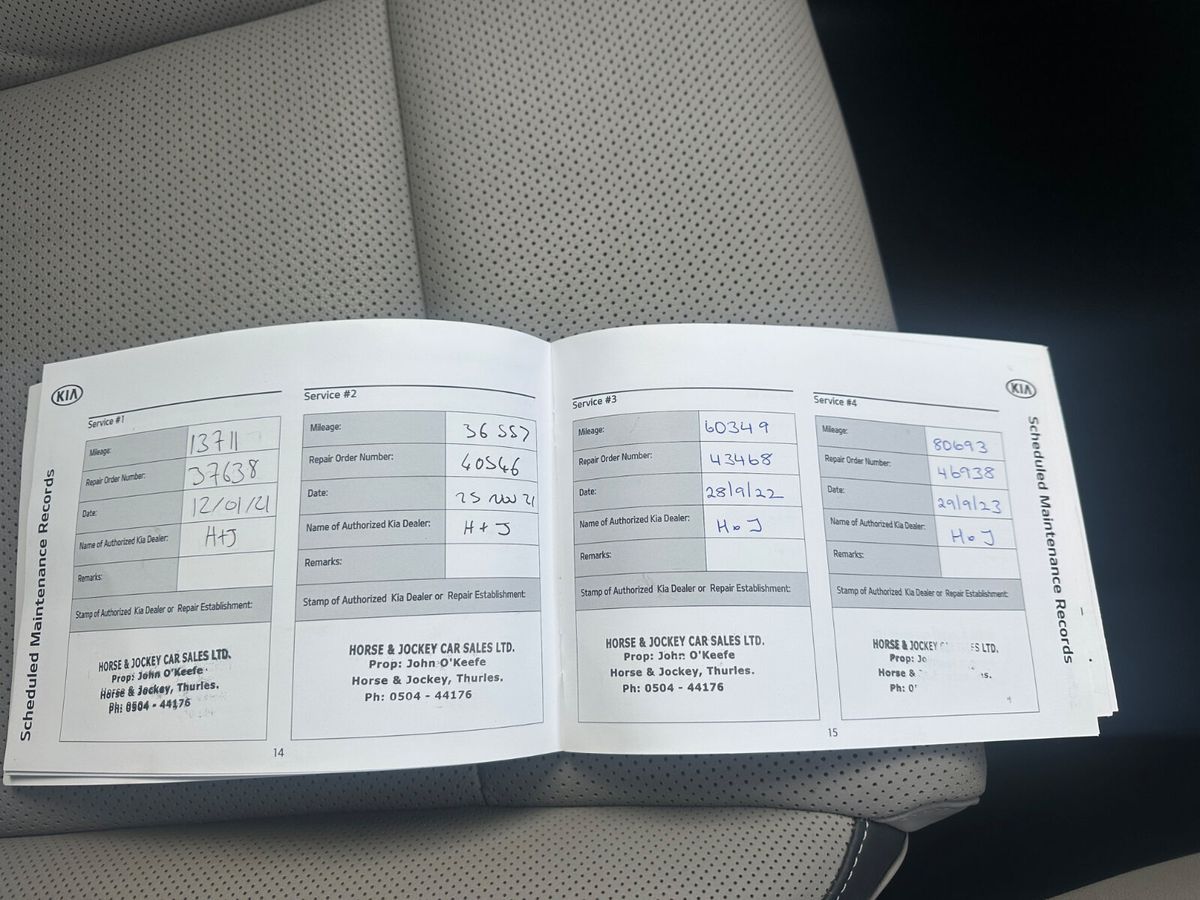 KIA
Scheduled Maintenance Records
Service #1
Mileage: 13711
Repair Order Number: 37638
Date: 12/01/21
Name of Authorized Kia Dealer: H+J
Remarks:
Stamp of Authorized Kia Dealer or Repair Establishment:
HORSE & JOCKEY CAR SALES LTD.
Prop: John O'Keefe
Horse & Jockey, Thurles.
Ph: 0504 - 44176
14
Service #2
Mileage: 36557
Repair Order Number: 40546
Date: 25 Nov 21
Name of Authorized Kia Dealer: H+J
Remarks:
Stamp of Authorized Kia Dealer or Repair Establishment:
HORSE & JOCKEY CAR SALES LTD.
Prop: John O'Keefe
Horse & Jockey, Thurles.
Ph: 0504 - 44176
Service #3
Mileage: 60349
Repair Order Number: 43468
Date: 28/9/22
Name of Authorized Kia Dealer: H o J
Remarks:
Stamp of Authorized Kia Dealer or Repair Establishment:
HORSE & JOCKEY CAR SALES LTD.
Prop: John O'Keefe
Horse & Jockey, Thurles.
Ph: 0504 - 44176
15
Service #4
Mileage: 80693
Repair Order Number: 46938
Date: 29/9/23
Name of Authorized Kia Dealer: H o J
Remarks:
Stamp of Authorized Kia Dealer or Repair Establishment:
HORSE & JOCKEY LTD.
Prop:
Horse &
Ph:
KIA
Scheduled Maintenance Records